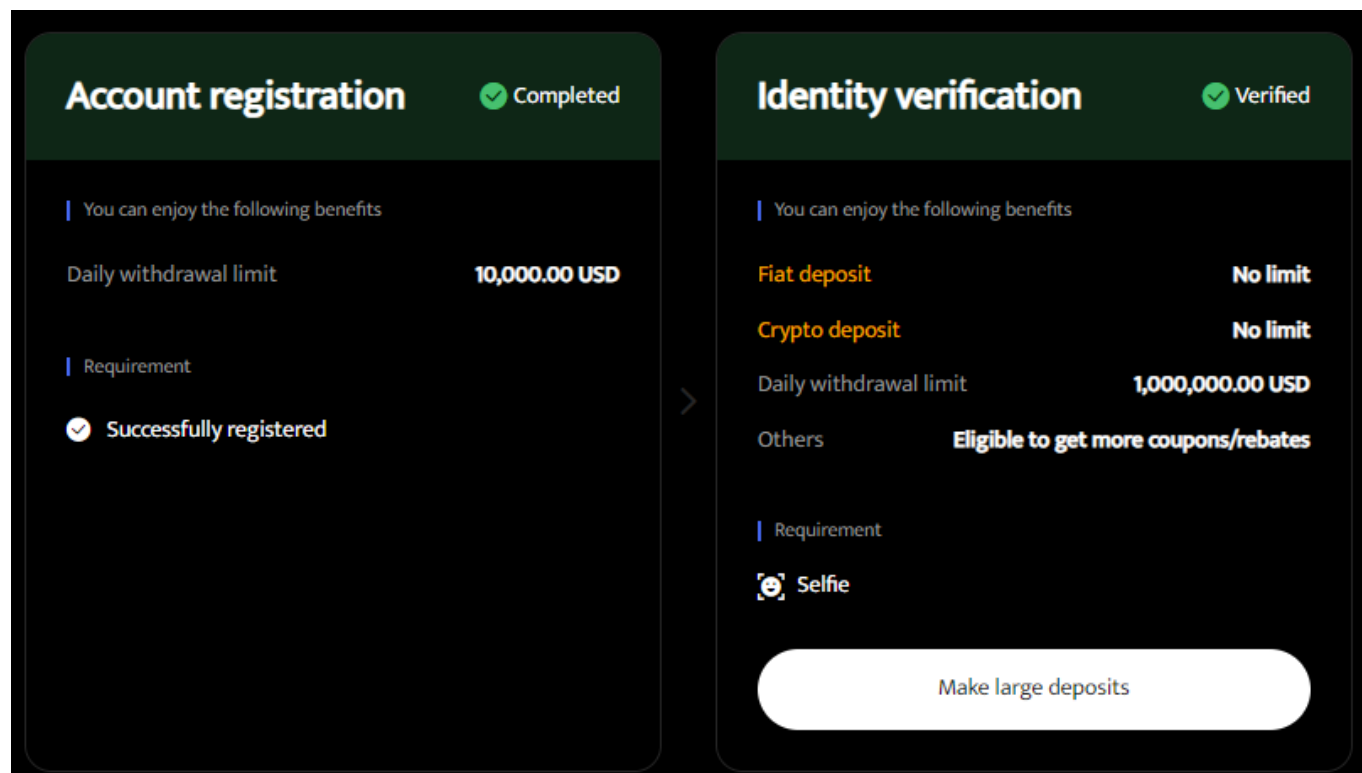 Account registration
Completed
You can enjoy the following benefits
Daily withdrawal limit
10,000.00 USD
Requirement
Successfully registered
Identity verification
Verified
You can enjoy the following benefits
Fiat deposit
No limit
Crypto deposit
No limit
Daily withdrawal limit
1,000,000.00 USD
Others
Eligible to get more coupons/rebates
Requirement
Selfie
Make large deposits